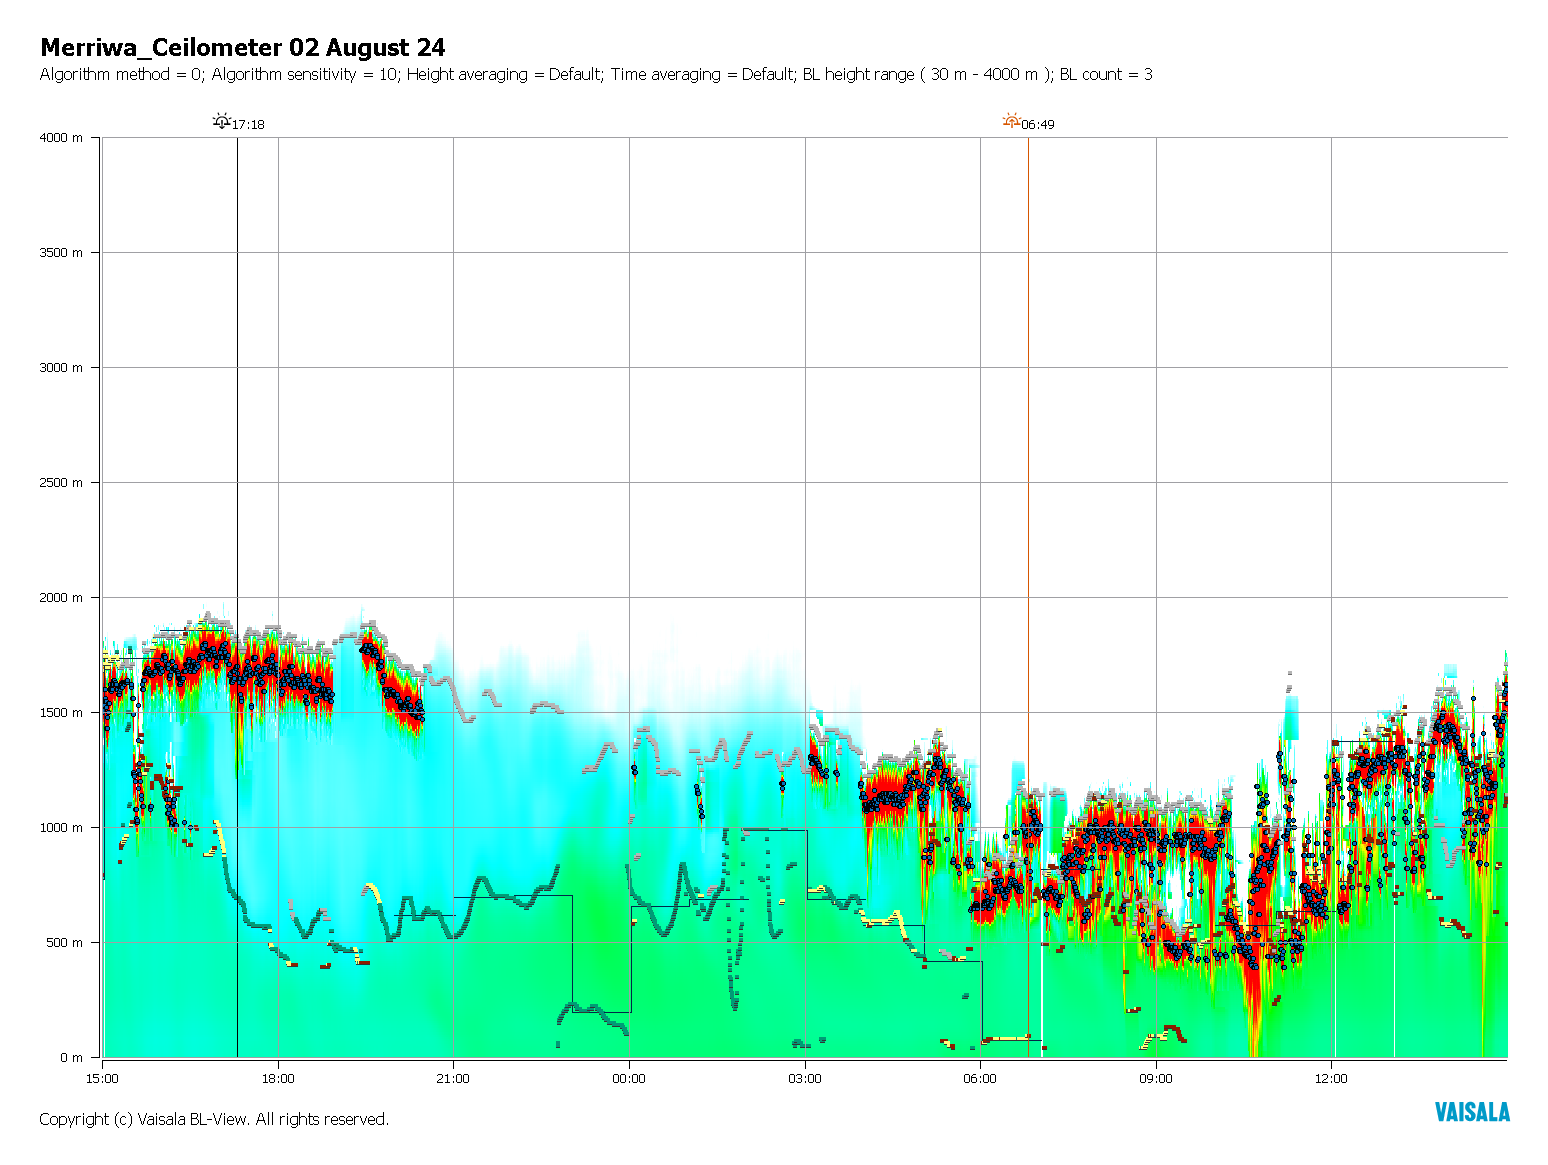 Merriwa_Ceilometer 02 August 24
Algorithm method = 0; Algorithm sensitivity = 10; Height averaging = Default; Time averaging = Default; BL height range ( 30 m - 4000 m ); BL count = 3
17:18
06:49
4000 m
3500 m
3000 m
2500 m
2000 m
1500 m
1000 m
500 m
0 m
15:00
18:00
21:00
00:00
03:00
06:00
09:00
12:00
Copyright (c) Vaisala BL-View. All rights reserved.
VAISALA